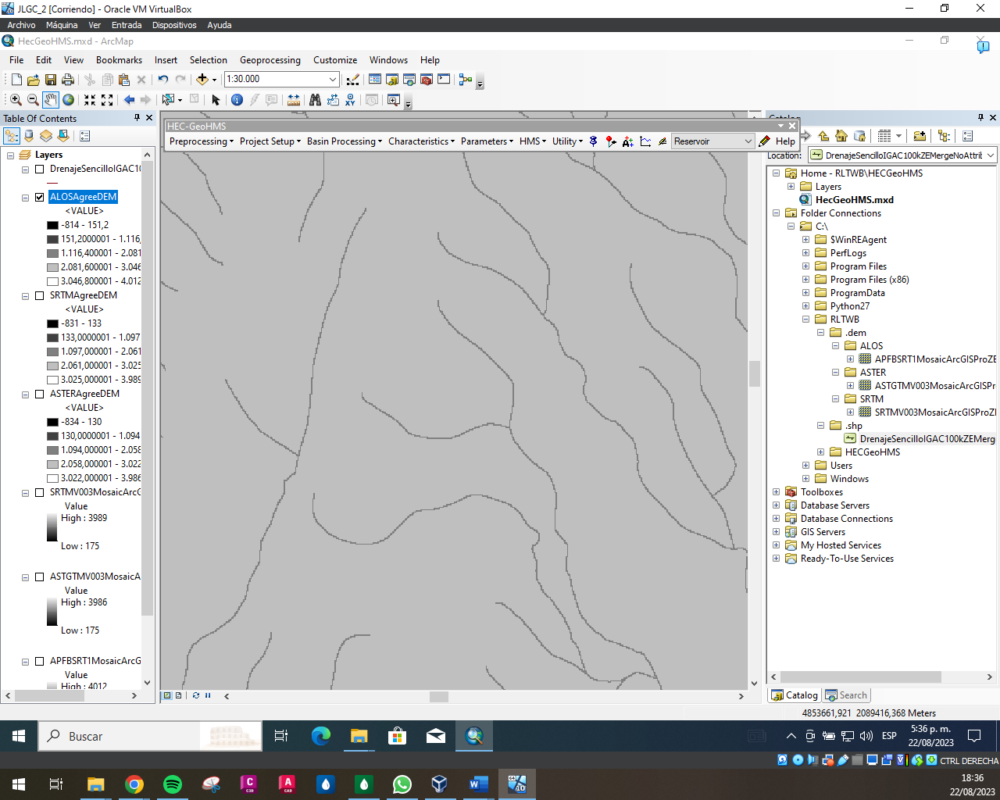 JLGC_2 [Corriendo] - Oracle VM VirtualBox
Archivo Máquina Ver Entrada Dispositivos Ayuda
HecGeoHMS.mxd - ArcMap
File Edit View Bookmarks Insert Selection Geoprocessing Customize Windows Help
1:30.000
Table Of Contents
HEC-GeoHMS
Preprocessing Project Setup Basin Processing Characteristics Parameters HMS Utility Reservoir Help
Layers
DrenajeSencilloIGAC10
ALOSAgreeDEM
<VALUE>
-814 - 151,2
151,2000001 - 1.116,
1.116,400001 - 2.081
2.081,600001 - 3.046
3.046,800001 - 4.012
SRTMAgreeDEM
<VALUE>
-831 - 133
133,0000001 - 1.097
1.097,000001 - 2.061
2.061,000001 - 3.025
3.025,000001 - 3.989
ASTERAgreeDEM
<VALUE>
-834 - 130
130,0000001 - 1.094
1.094,000001 - 2.058
2.058,000001 - 3.022
3.022,000001 - 3.986
SRTMV003MosaicArcG
Value
High : 3989
Low : 175
ASTGTMV003MosaicA
Value
High : 3986
Low : 175
APFBSRT1MosaicArcG
Value
High : 4012
Location: DrenajeSencilloIGAC100kZEMergeNoAttrib
Home - RLTWB\HECGeoHMS
Layers
HecGeoHMS.mxd
Folder Connections
C:\
$WinREAgent
PerfLogs
Program Files
Program Files (x86)
ProgramData
Python27
RLTWB
.dem
ALOS
APFBSRT1MosaicArcGISProZE
ASTER
ASTGTMV003MosaicArcGISPr
SRTM
SRTMV003MosaicArcGISProZI
.shp
DrenajeSencilloIGAC100kZEMerge
HECGeoHMS
Users
Windows
Toolboxes
Database Servers
Database Connections
GIS Servers
My Hosted Services
Ready-To-Use Services
Catalog Search
4853661,921 2089416,368 Meters
Buscar
ESP
5:36 p. m.
22/08/2023
CTRL DERECHA
18:36
22/08/2023